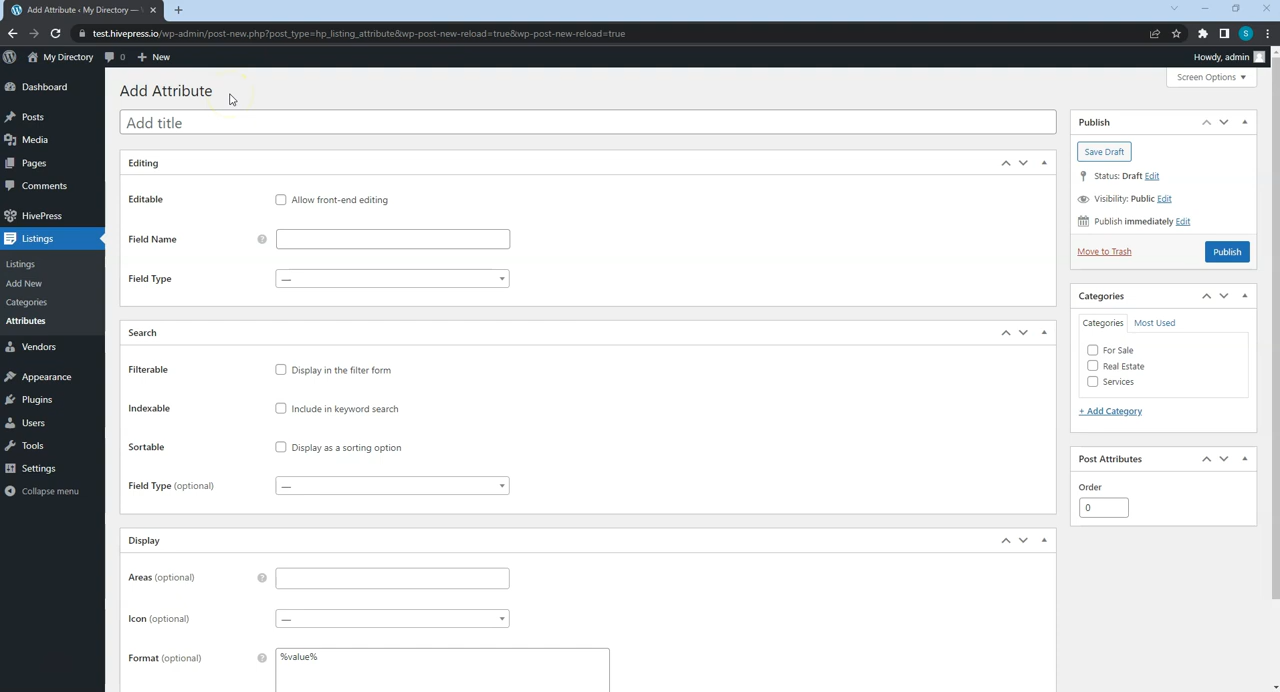 Add Attribute ‹ My Directory —
test.hivepress.io/wp-admin/post-new.php?post_type=hp_listing_attribute&wp-post-new-reload=true&wp-post-new-reload=true
S
My Directory
0
New
Howdy, admin
Screen Options
Dashboard
Posts
Media
Pages
Comments
HivePress
Listings
Listings
Add New
Categories
Attributes
Vendors
Appearance
Plugins
Users
Tools
Settings
Collapse menu
Add Attribute
Add title
Editing
Editable
Allow front-end editing
Field Name
Field Type
—
Search
Filterable
Display in the filter form
Indexable
Include in keyword search
Sortable
Display as a sorting option
Field Type (optional)
—
Display
Areas (optional)
Icon (optional)
—
Format (optional)
%value%
Publish
Save Draft
Status: Draft Edit
Visibility: Public Edit
Publish immediately Edit
Move to Trash
Publish
Categories
Categories
Most Used
For Sale
Real Estate
Services
+ Add Category
Post Attributes
Order
0